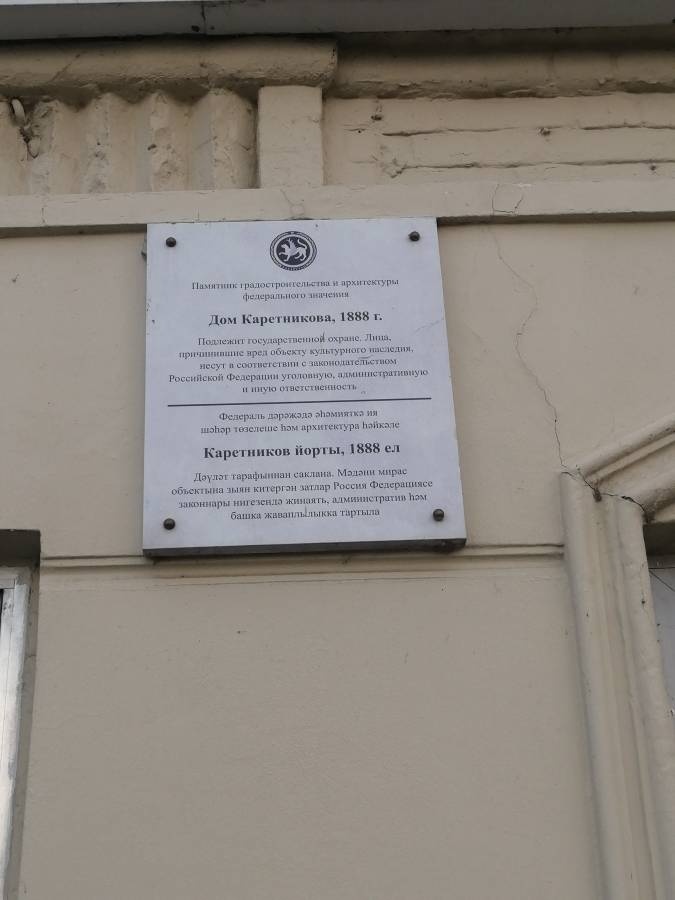 Памятник градостроительства и архитектуры
федерального значения
Дом Каретникова, 1888 г.
Подлежит государственной охране. Лица,
причинившие вред объекту культурного наследия,
несут в соответствии с законодательством
Российской Федерации уголовную, административную
и иную ответственность
Федераль дәрәҗәдә әһәмияткә ия
шәһәр төзелеше һәм архитектура һәйкәле
Каретников йорты, 1888 ел
Дәүләт тарафыннан саклана. Мәдәни мирас
объектына зыян китергән затлар Россия Федерациясе
законнары нигезендә җинаять, административ һәм
башка җаваплылыкка тартыла